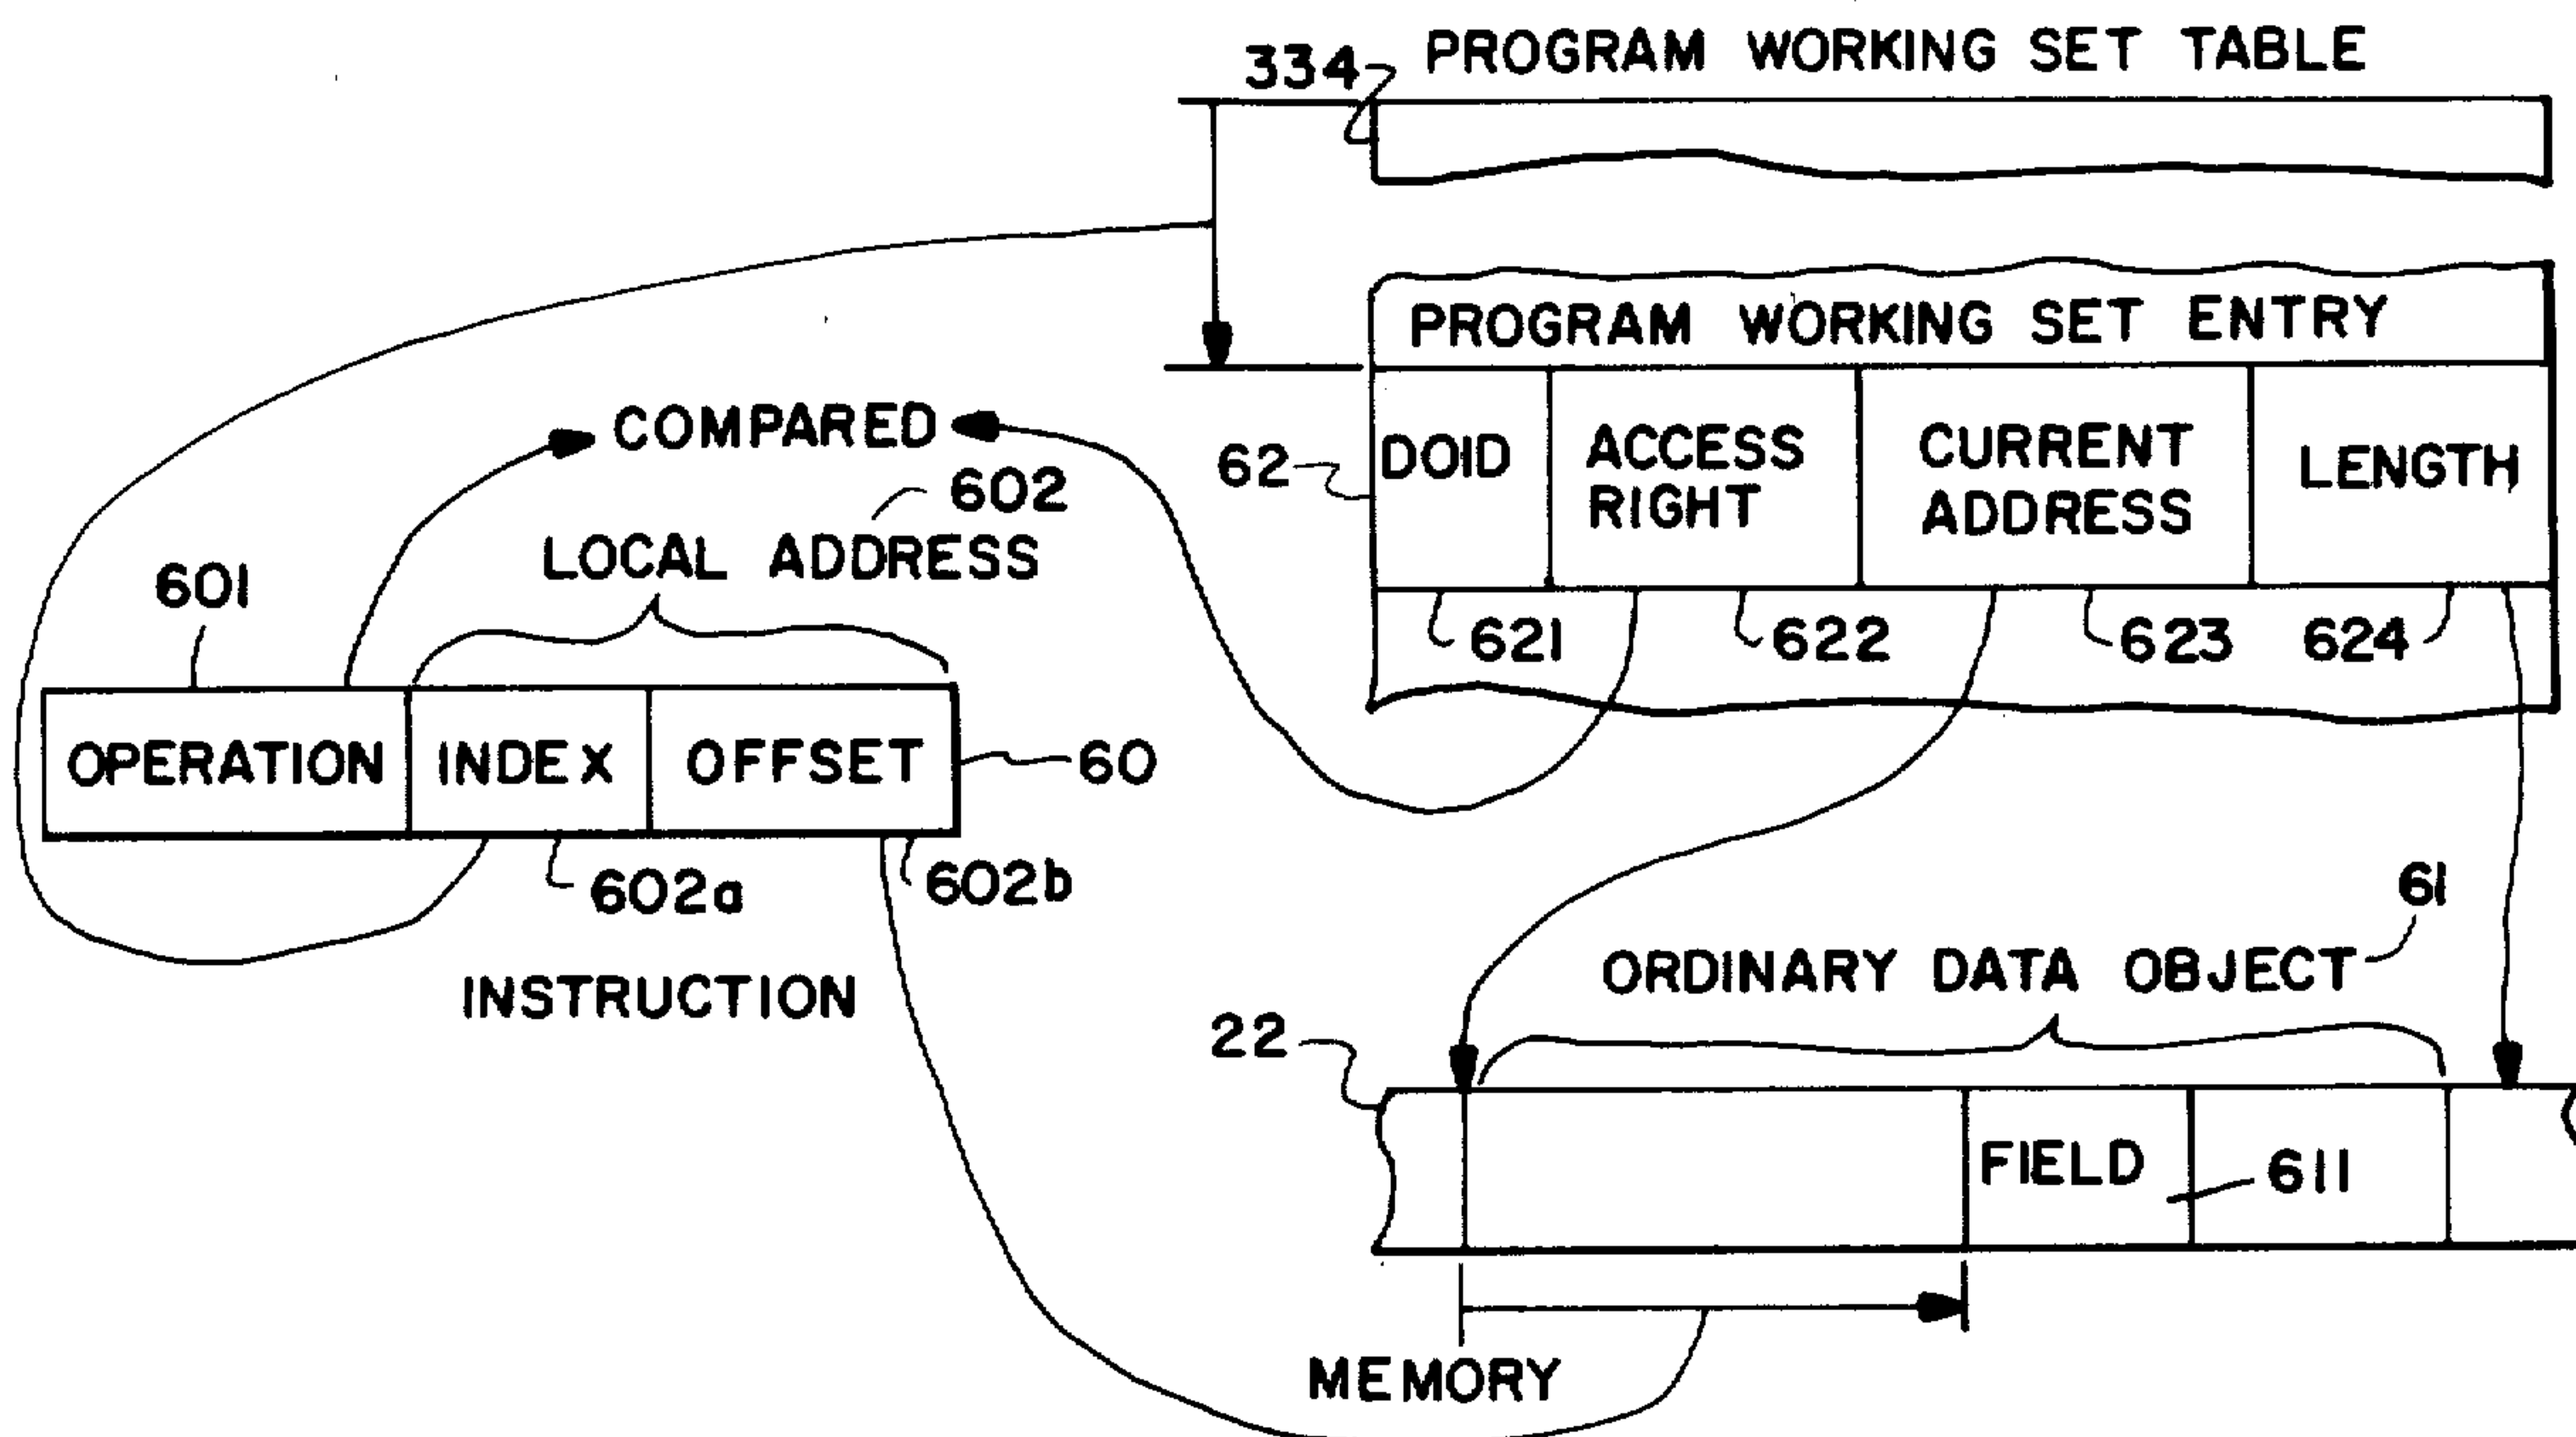 334 PROGRAM WORKING SET TABLE
PROGRAM WORKING SET ENTRY
62 DOID ACCESS RIGHT CURRENT ADDRESS LENGTH
621 622 623 624
COMPARED
602
LOCAL ADDRESS
601
OPERATION INDEX OFFSET 60
602a 602b
INSTRUCTION
61
ORDINARY DATA OBJECT
22
FIELD 611
MEMORY